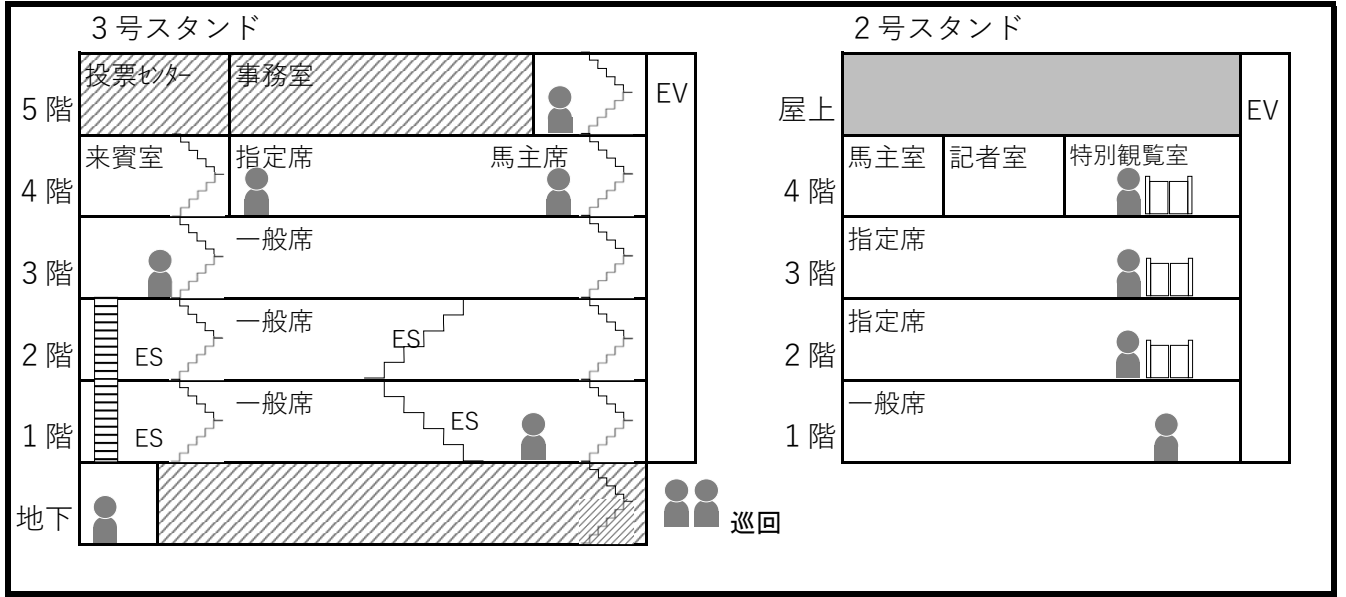 3号スタンド
2号スタンド
投票センター 事務室
5階
EV
屋上
EV
来賓室 指定席 馬主席
4階
馬主室 記者室 特別観覧室
4階
一般席
3階
指定席
3階
一般席
ES
2階 ES
指定席
2階
一般席
ES
1階 ES
一般席
1階
地下
巡回